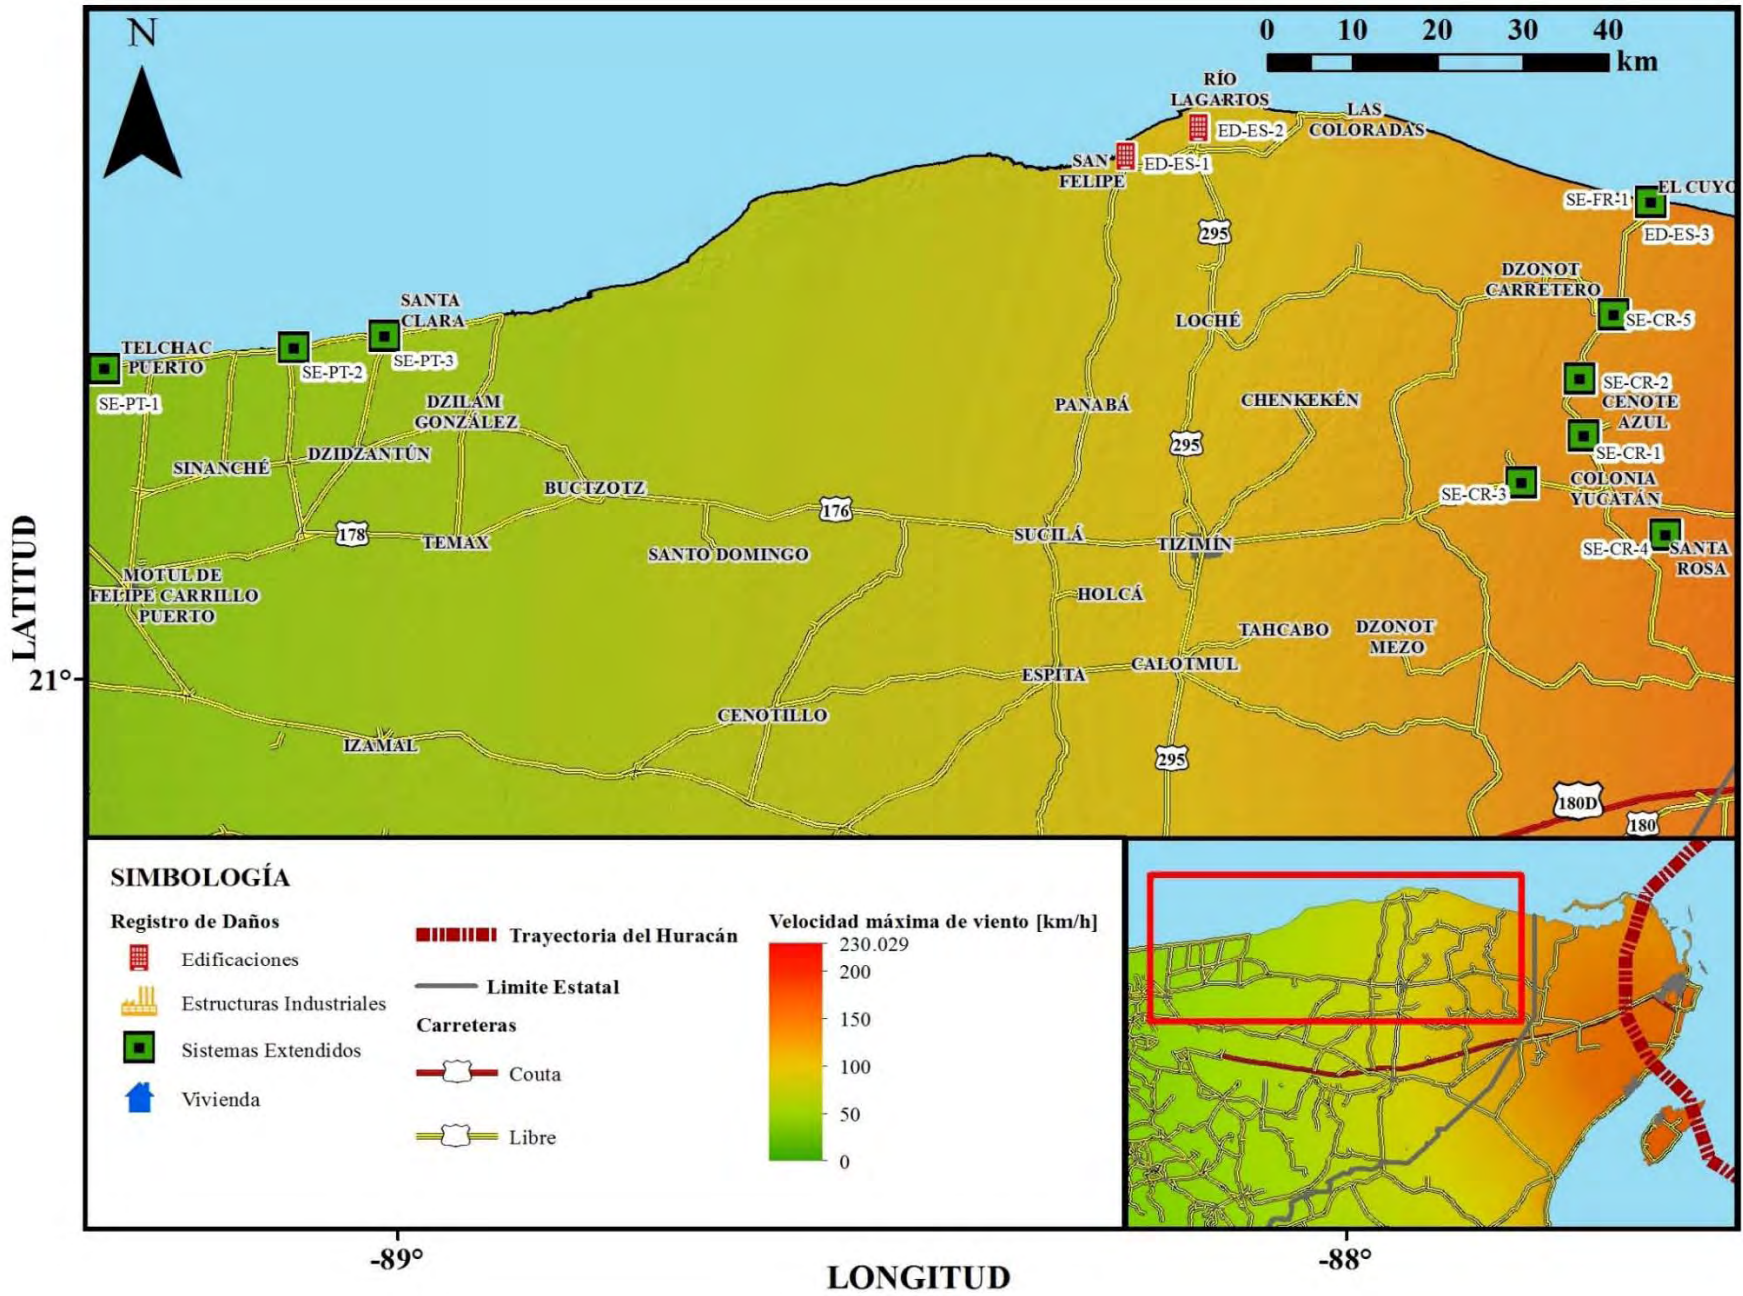 N
0 10 20 30 40
km
RÍO
LAGARTOS
LAS
COLORADAS
ED-ES-2
SAN
FELIPE
ED-ES-1
SE-FR-1
EL CUYO
ED-ES-3
295
DZONOT
CARRETERO
SANTA
CLARA
LOCHÉ
SE-CR-5
TELCHAC
PUERTO
SE-PT-3
SE-PT-2
SE-PT-1
SE-CR-2
CENOTE
AZUL
DZILAM
GONZÁLEZ
PANABÁ
CHENKEKÉN
295
SE-CR-1
DZIDZANTÚN
SINANCHÉ
COLONIA
YUCATÁN
SE-CR-3
BUCTZOTZ
176
178
TEMAX
SUCILÁ
TIZIMÍN
SANTO DOMINGO
SE-CR-4
SANTA
ROSA
MOTUL DE
FELIPE CARRILLO
PUERTO
HOLCÁ
TAHCABO
DZONOT
MEZO
ESPITA
CALOTMUL
CENOTILLO
IZAMAL
295
180D
180
LATITUD
21°
SIMBOLOGÍA
Registro de Daños
Edificaciones
Estructuras Industriales
Sistemas Extendidos
Vivienda
Trayectoria del Huracán
Limite Estatal
Carreteras
Couta
Libre
Velocidad máxima de viento [km/h]
230.029
200
150
100
50
0
-89°
-88°
LONGITUD